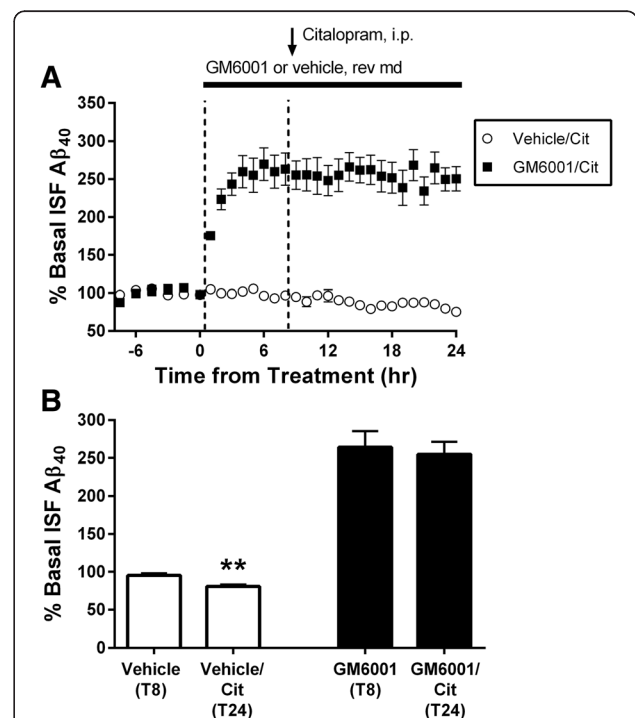 Citalopram, i.p.
GM6001 or vehicle, rev md
A
350
300
250
200
150
100
50
% Basal ISF Aβ40
-6 0 6 12 18 24
Time from Treatment (hr)
Vehicle/Cit
GM6001/Cit
B
300
250
200
150
100
50
0
% Basal ISF Aβ40
**
Vehicle
(T8)
Vehicle/
Cit
(T24)
GM6001
(T8)
GM6001/
Cit
(T24)